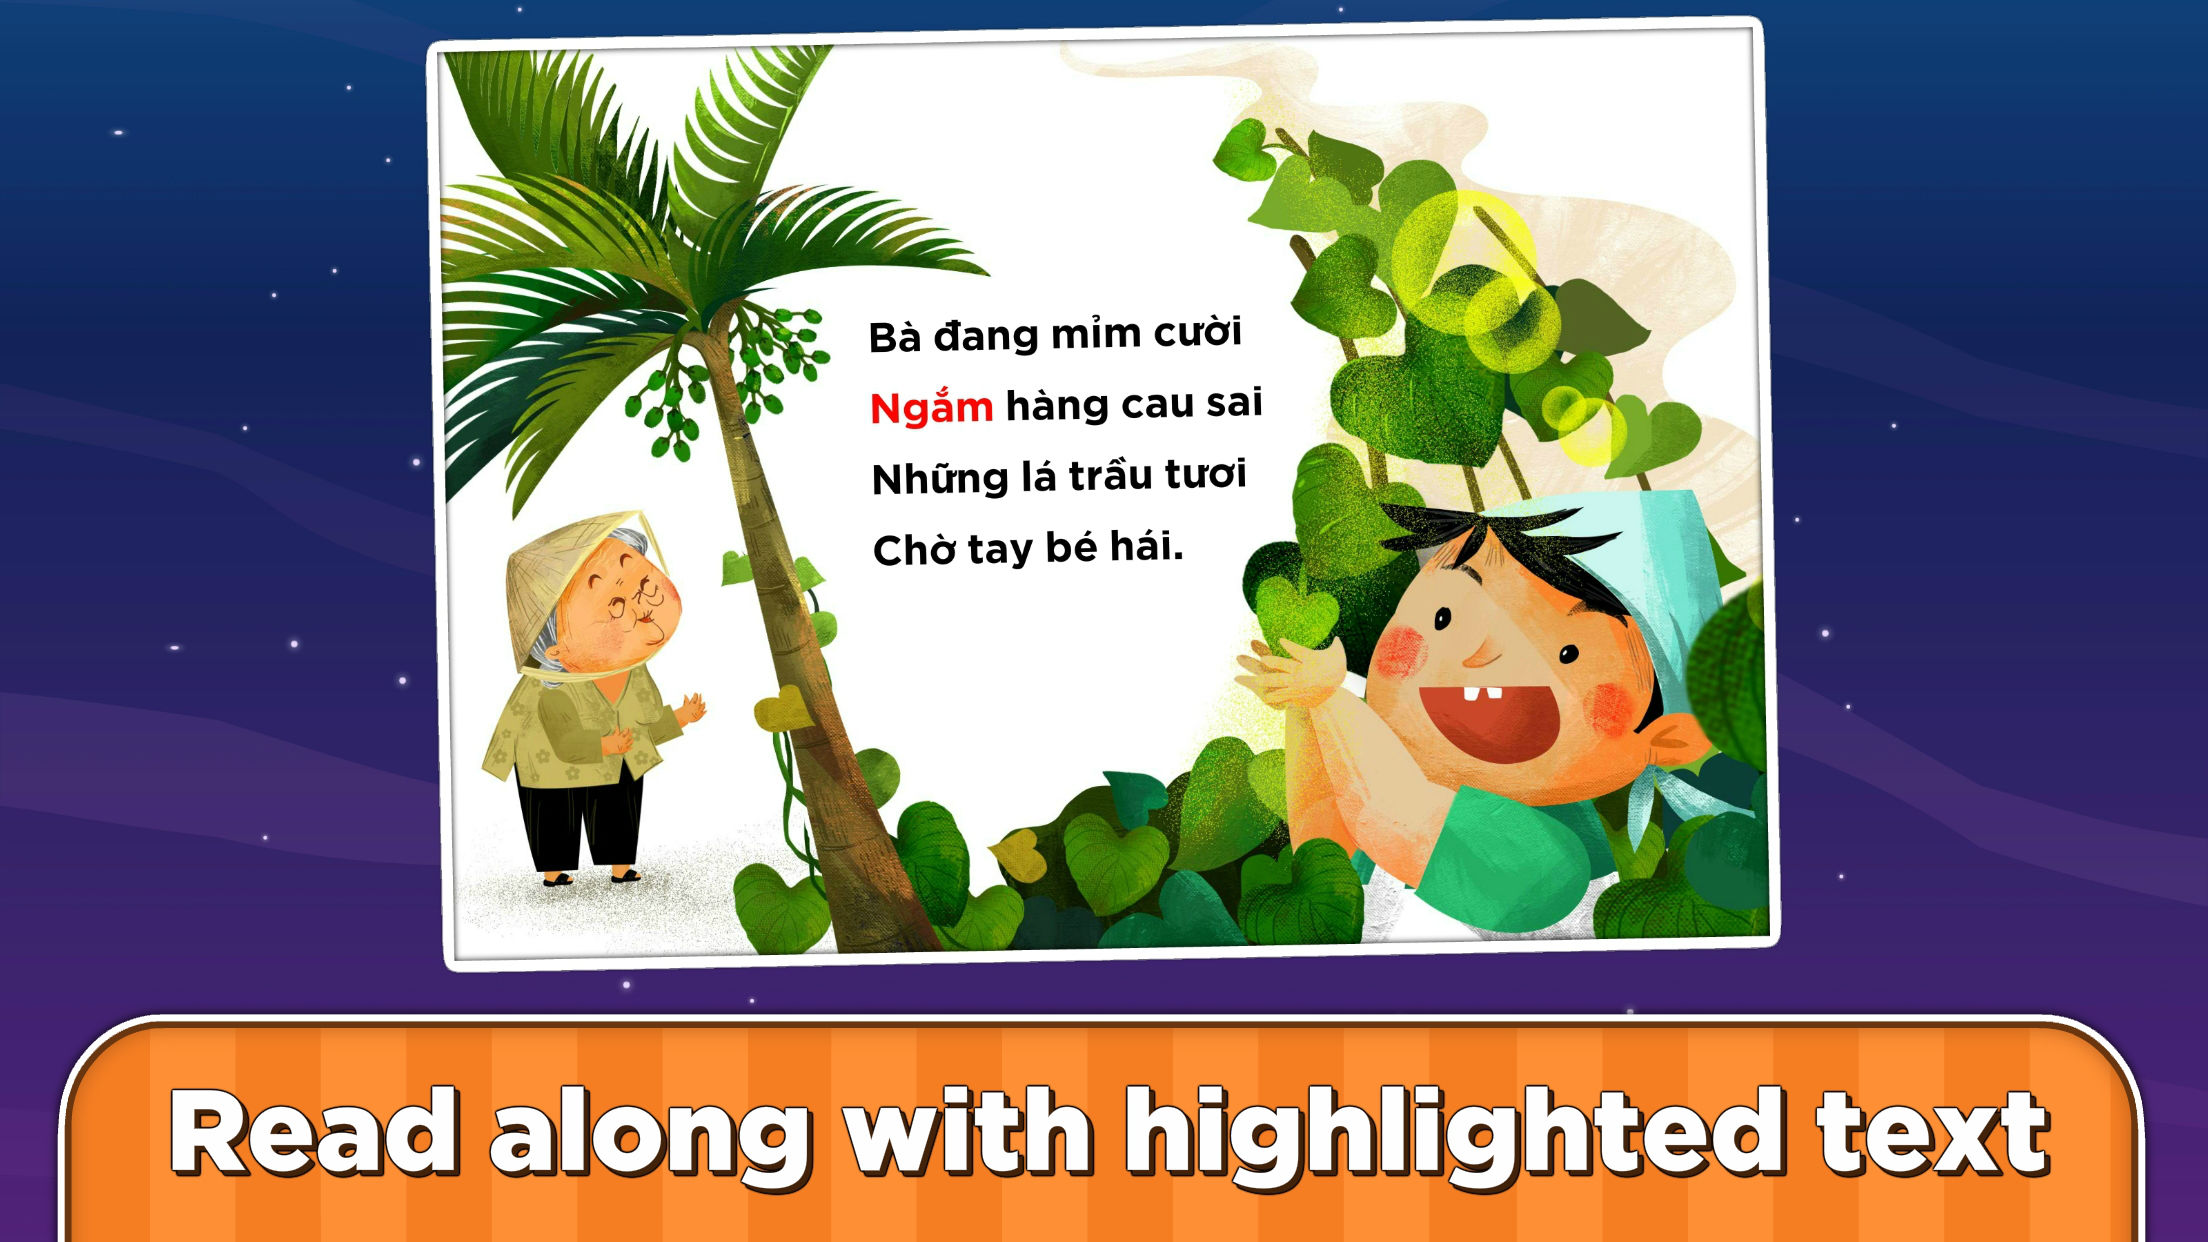 Bà đang mỉm cười
Ngắm hàng cau sai
Những lá trầu tươi
Chờ tay bé hái.
Read along with highlighted text